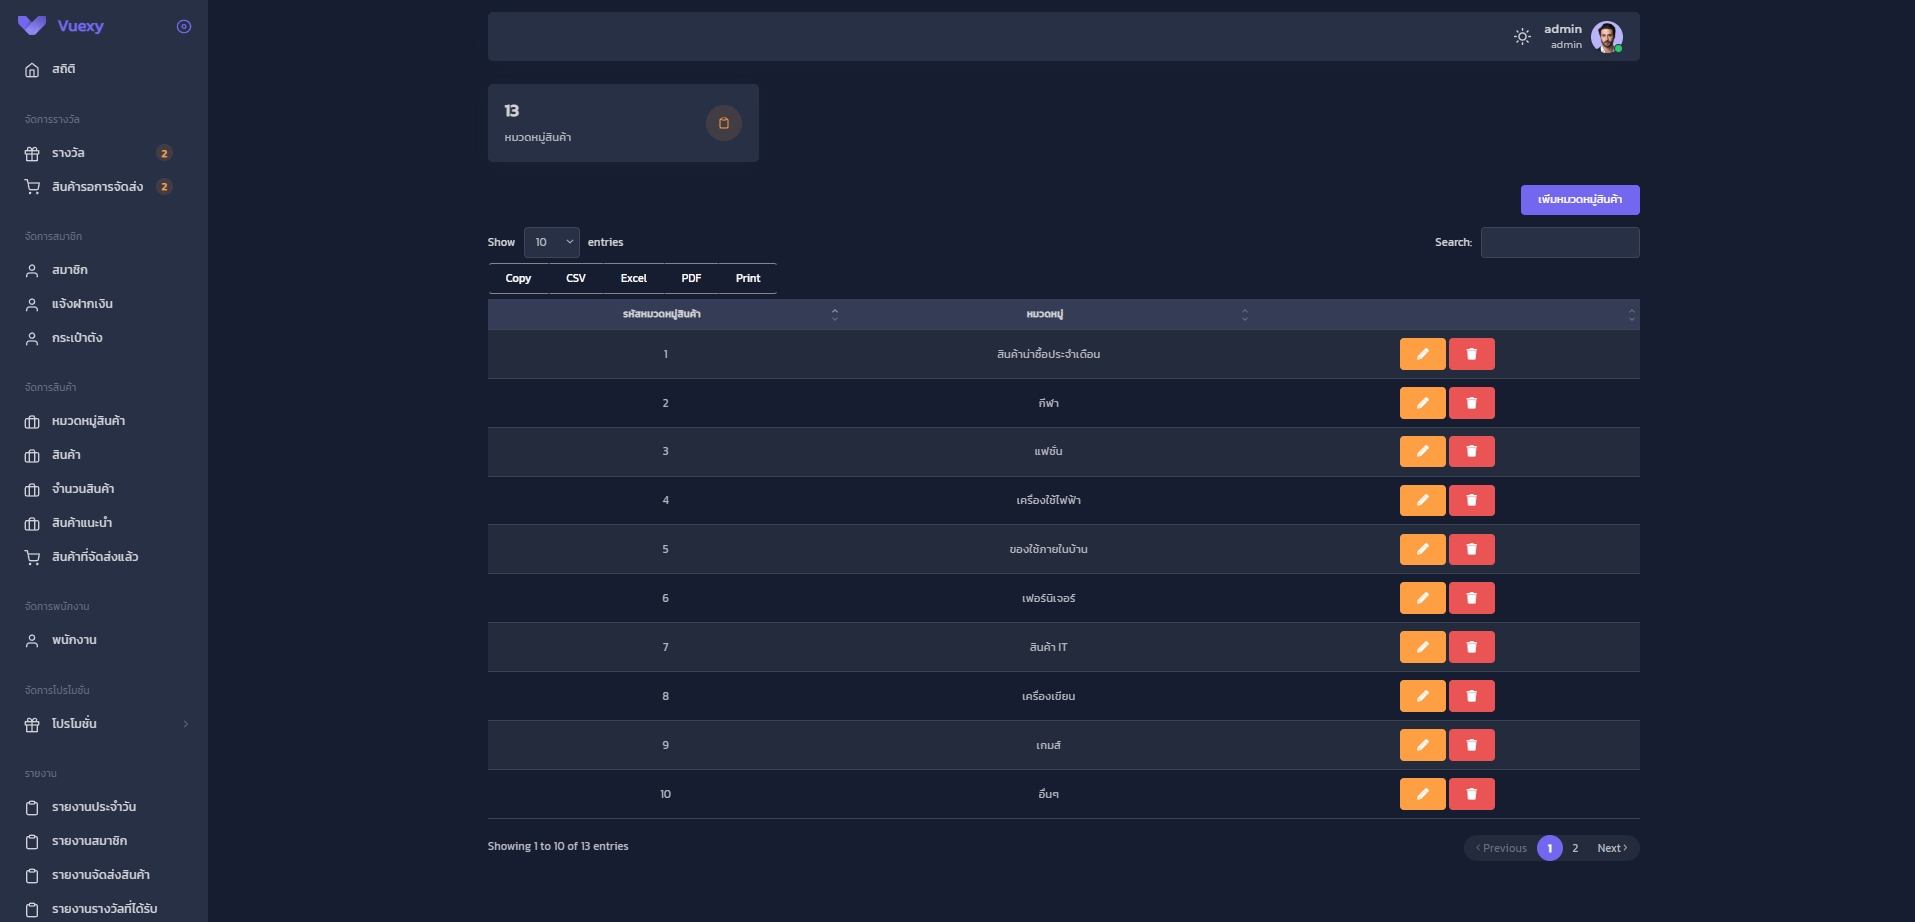 Vuexy
สถิติ
จัดการรางวัล
รางวัล 2
สินค้ารอการจัดส่ง 2
จัดการสมาชิก
สมาชิก
แจ้งฝากเงิน
กระเป๋าตัง
จัดการสินค้า
หมวดหมู่สินค้า
สินค้า
จำนวนสินค้า
สินค้าแนะนำ
สินค้าที่จัดส่งแล้ว
จัดการพนักงาน
พนักงาน
จัดการโปรโมชั่น
โปรโมชั่น
รายงาน
รายงานประจำวัน
รายงานสมาชิก
รายงานจัดส่งสินค้า
รายงานรางวัลที่ได้รับ
admin
admin
13
หมวดหมู่สินค้า
เพิ่มหมวดหมู่สินค้า
Show 10 entries Search:
Copy CSV Excel PDF Print
รหัสหมวดหมู่สินค้า หมวดหมู่
1 สินค้าน่าซื้อประจำเดือน
2 กีฬา
3 แฟชั่น
4 เครื่องใช้ไฟฟ้า
5 ของใช้ภายในบ้าน
6 เฟอร์นิเจอร์
7 สินค้า IT
8 เครื่องเขียน
9 เกมส์
10 อื่นๆ
Showing 1 to 10 of 13 entries Previous 1 2 Next